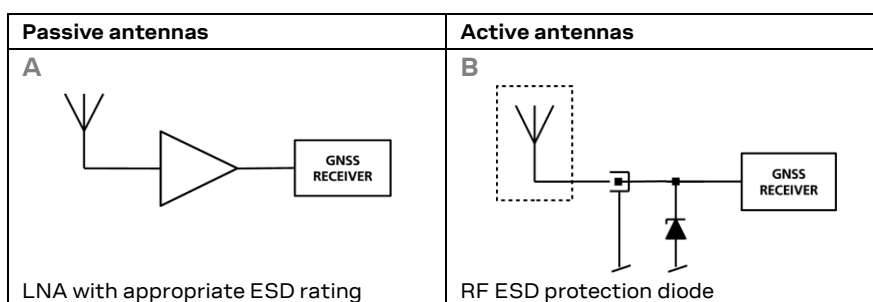 Passive antennas
Active antennas
A
GNSS
RECEIVER
LNA with appropriate ESD rating
B
GNSS
RECEIVER
RF ESD protection diode